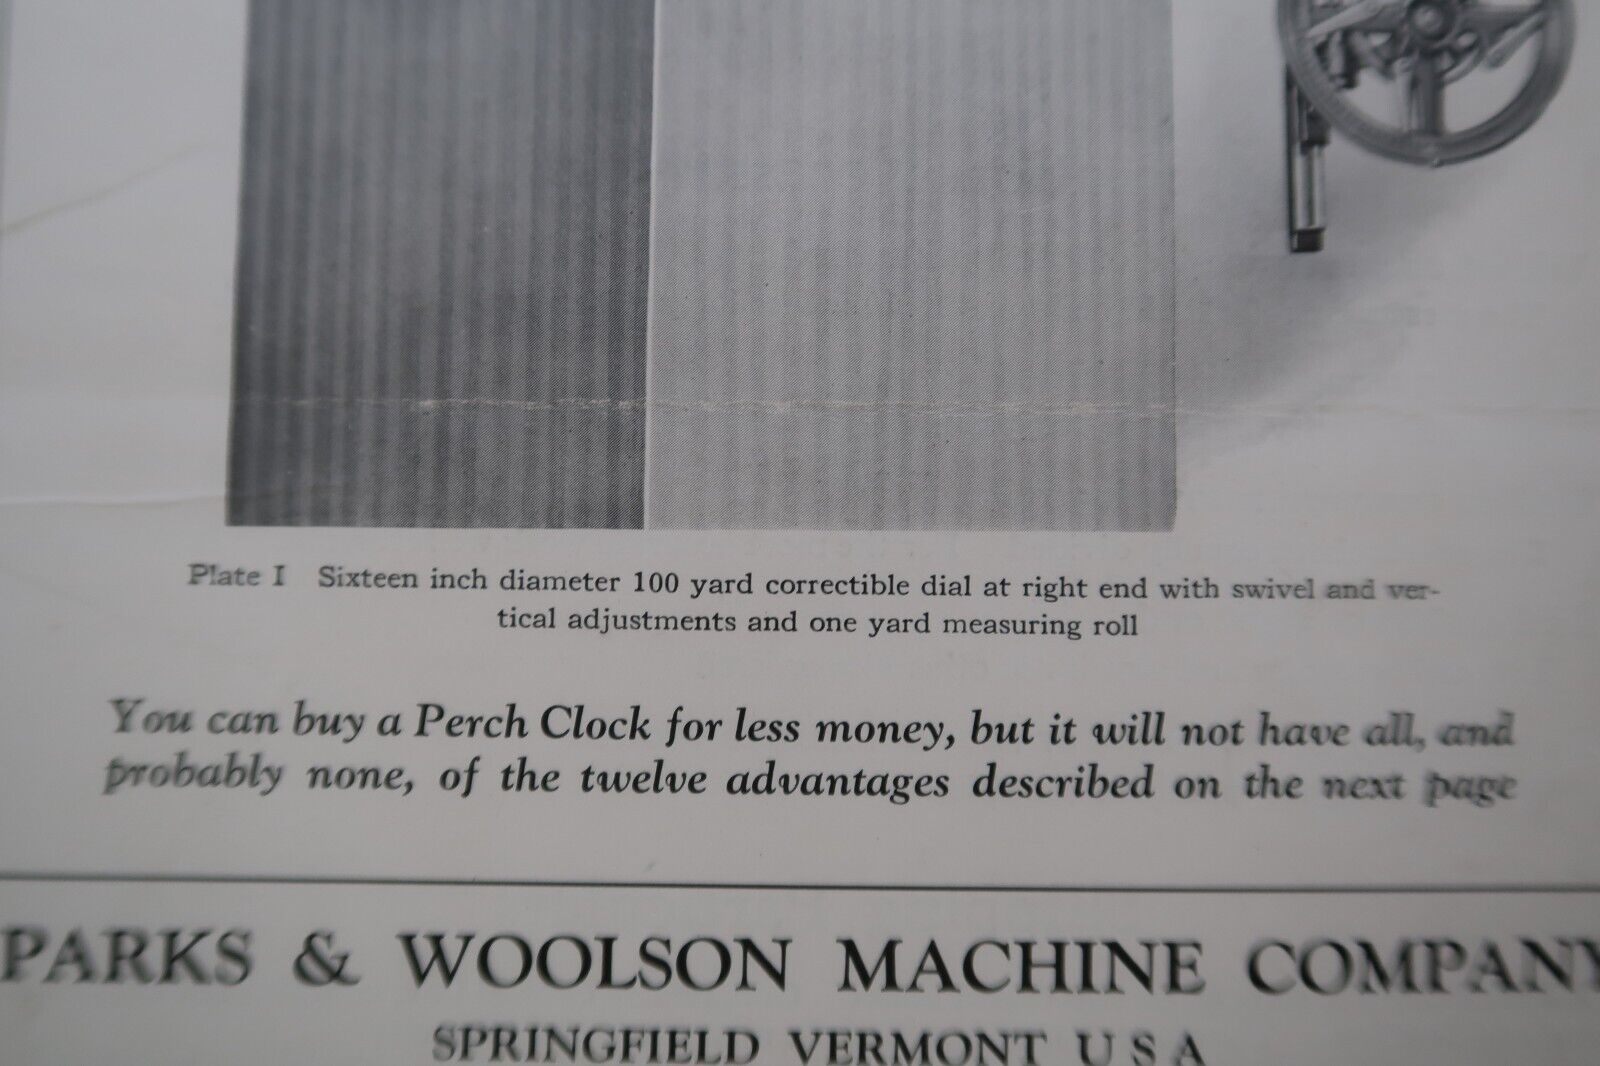 Plate I Sixteen inch diameter 100 yard correctible dial at right end with swivel and ver-
tical adjustments and one yard measuring roll
You can buy a Perch Clock for less money, but it will not have all, and
probably none, of the twelve advantages described on the next page
PARKS & WOOLSON MACHINE COMPANY
SPRINGFIELD VERMONT U S A